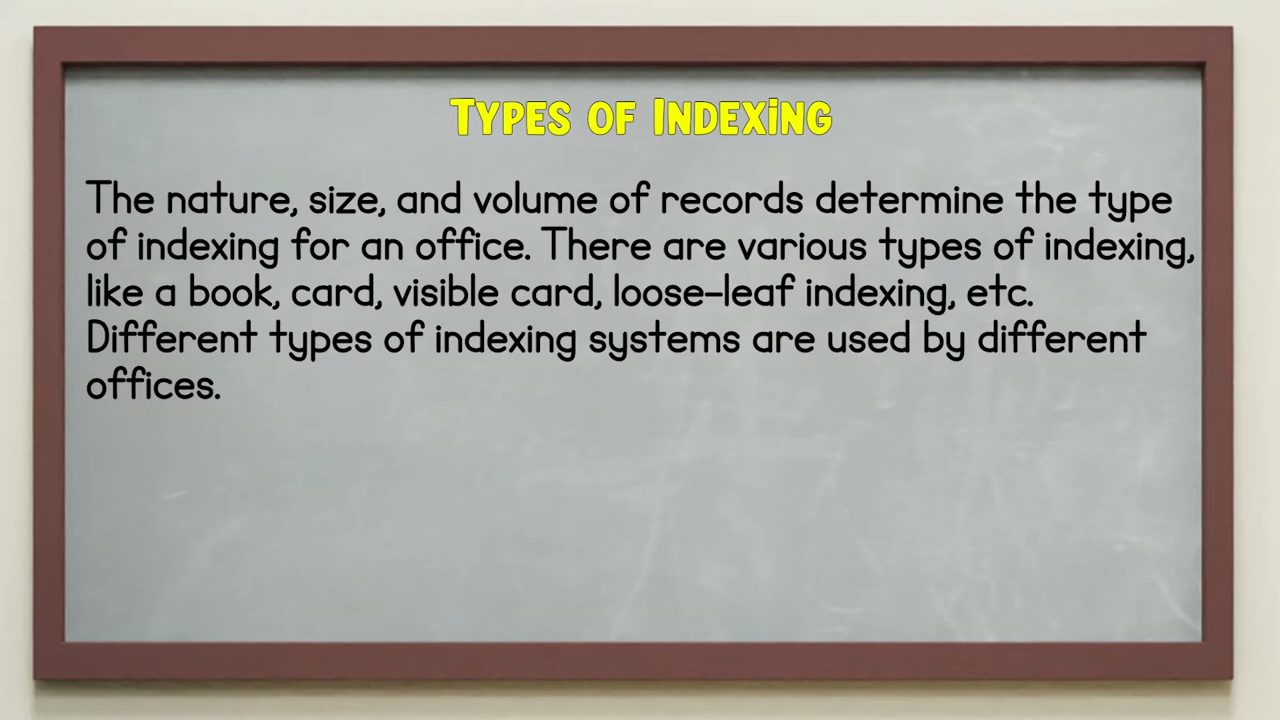 Types of Indexing
The nature, size, and volume of records determine the type
of indexing for an office. There are various types of indexing,
like a book, card, visible card, loose-leaf indexing, etc.
Different types of indexing systems are used by different
offices.